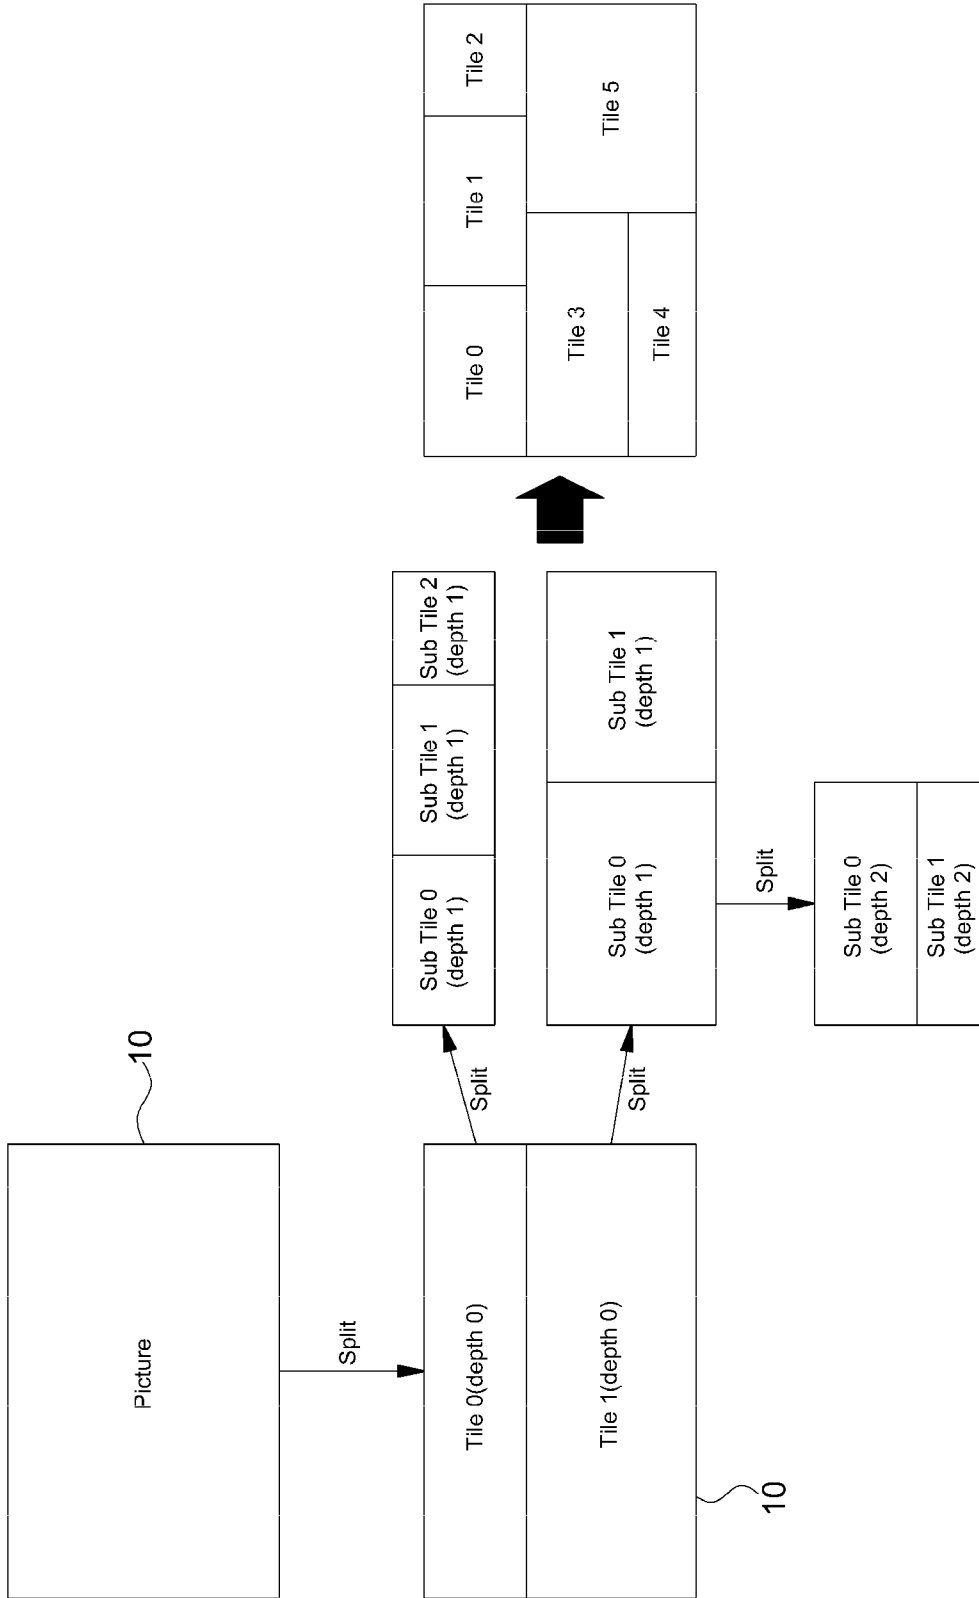 Picture
10
Split
Tile 0(depth 0)
Tile 1(depth 0)
10
Split
Split
Sub Tile 0
(depth 1)
Sub Tile 1
(depth 1)
Sub Tile 2
(depth 1)
Sub Tile 0
(depth 1)
Sub Tile 1
(depth 1)
Split
Sub Tile 0
(depth 2)
Sub Tile 1
(depth 2)
Tile 0
Tile 1
Tile 2
Tile 3
Tile 4
Tile 5